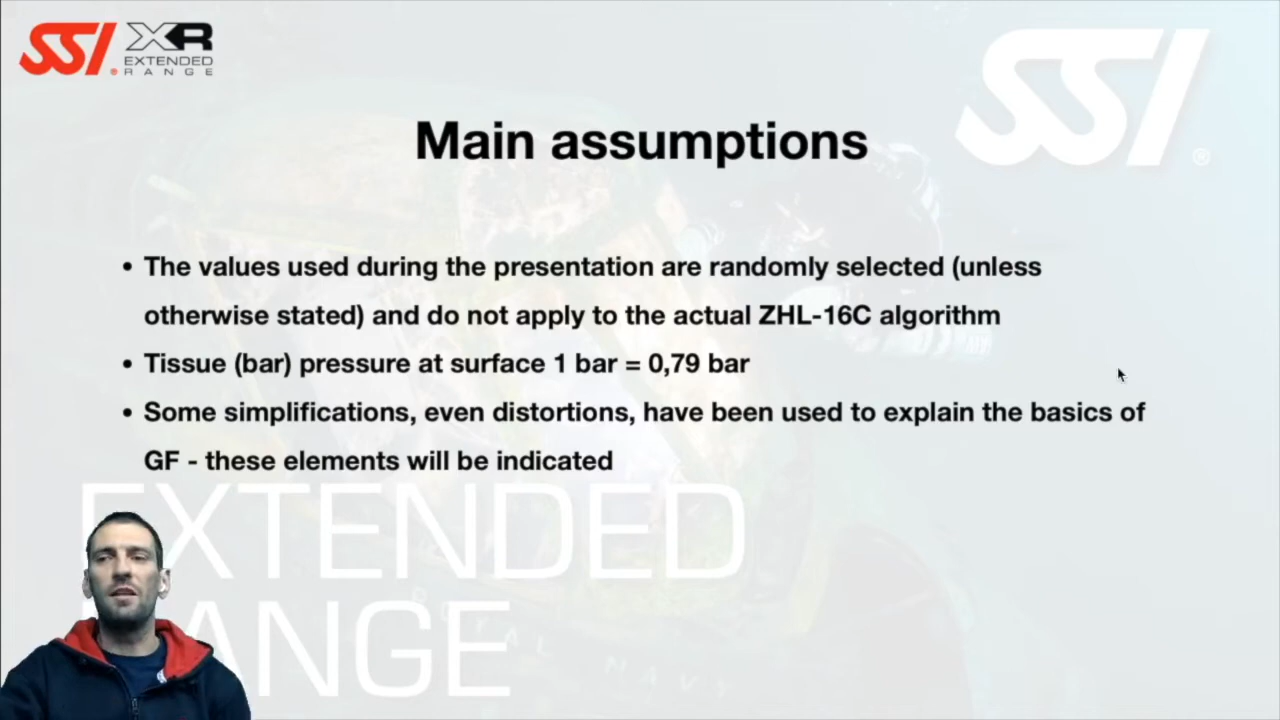 SSI® XR
EXTENDED
RANGE
SSI®
Main assumptions
• The values used during the presentation are randomly selected (unless
otherwise stated) and do not apply to the actual ZHL-16C algorithm
• Tissue (bar) pressure at surface 1 bar = 0,79 bar
• Some simplifications, even distortions, have been used to explain the basics of
GF - these elements will be indicated
EXTENDED
RANGE
NAVY